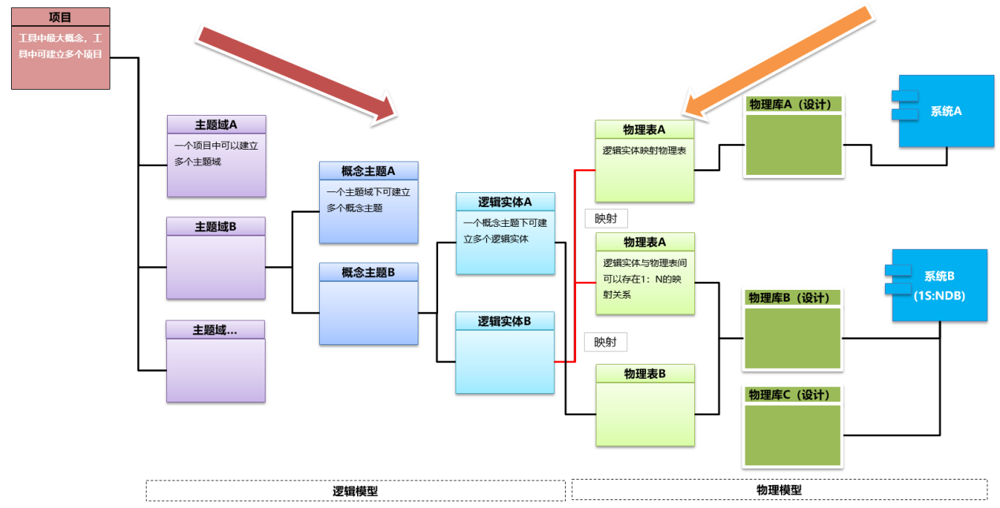 项目
工具中最大概念，工
具中可建立多个项目
主题域A
一个项目中可以建立
多个主题域
主题域B
主题域...
概念主题A
一个主题域下可建立
多个概念主题
概念主题B
逻辑实体A
一个概念主题下可建
立多个逻辑实体
逻辑实体B
物理表A
逻辑实体映射物理表
映射
物理表A
逻辑实体与物理表间
可以存在1：N的映
射关系
映射
物理表B
物理库A（设计）
物理库B（设计）
物理库C（设计）
系统A
系统B
(1S:NDB)
逻辑模型
物理模型